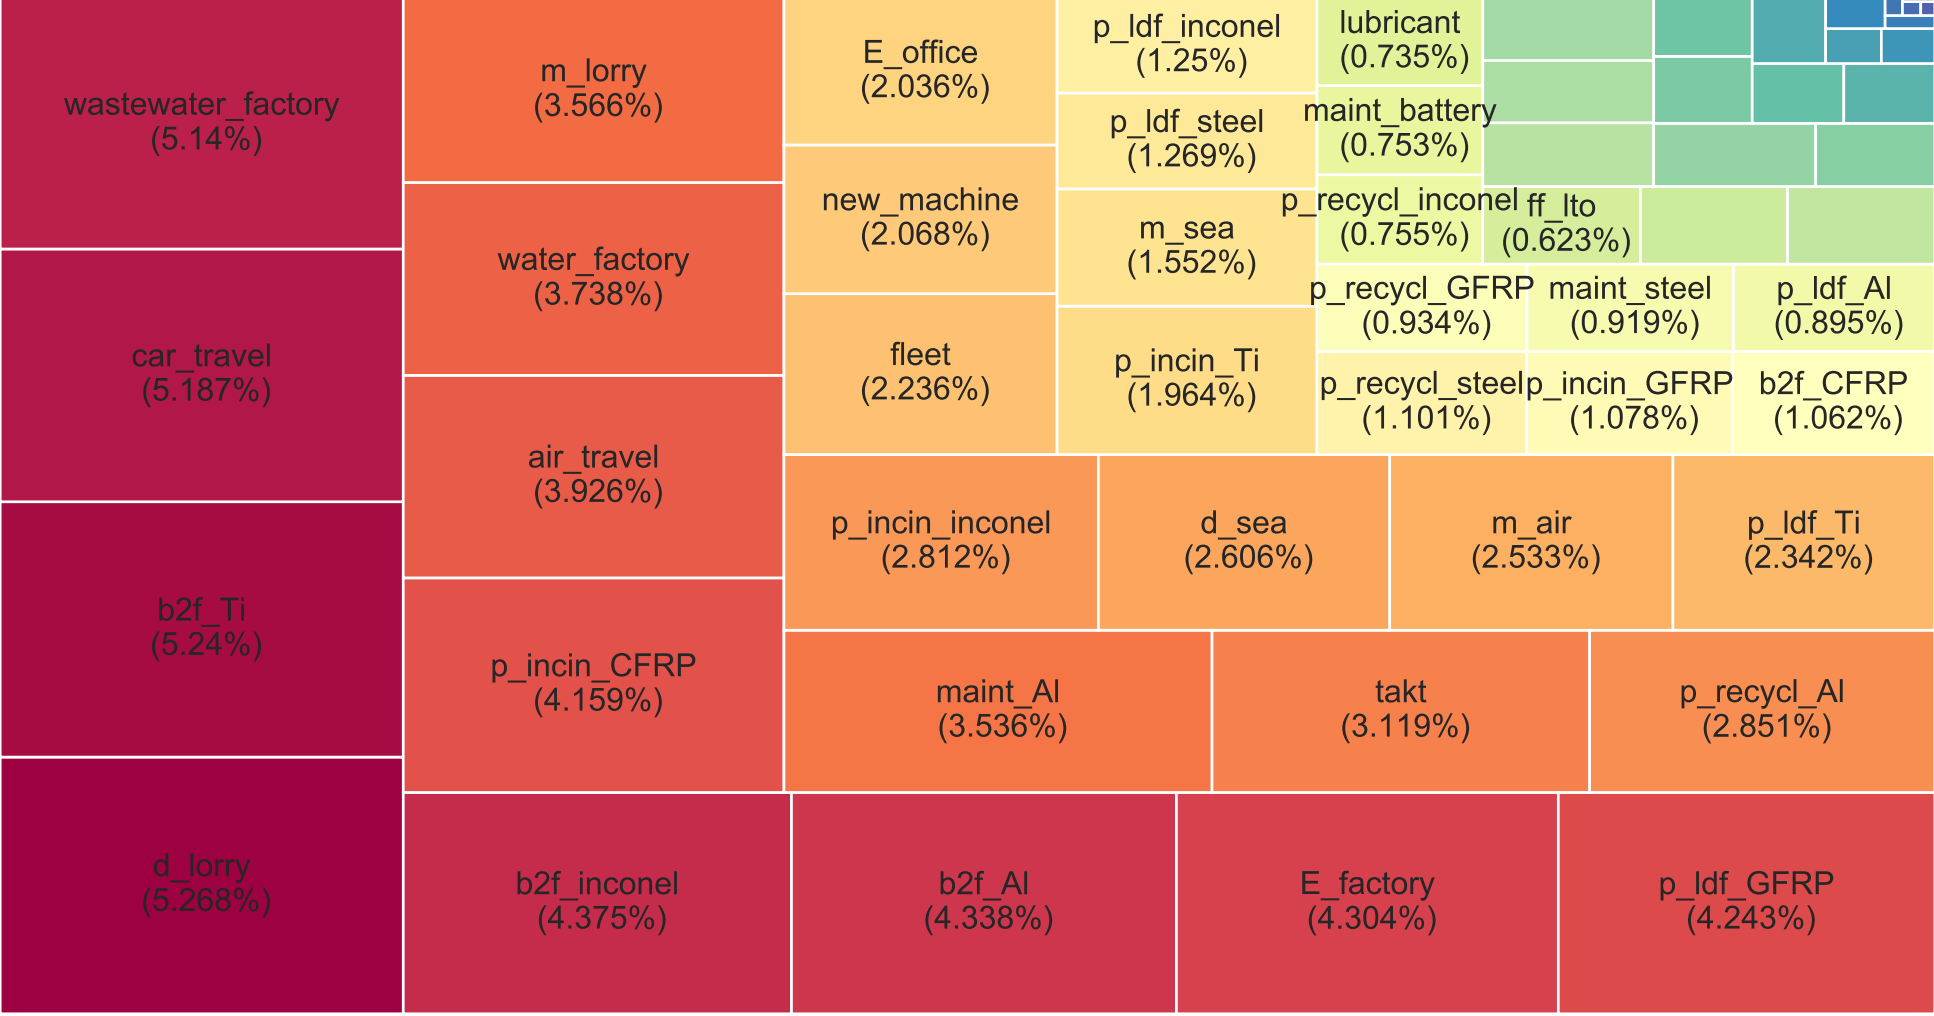 wastewater_factory
(5.14%)
car_travel
(5.187%)
b2f_Ti
(5.24%)
d_lorry
(5.268%)
m_lorry
(3.566%)
water_factory
(3.738%)
air_travel
(3.926%)
p_incin_CFRP
(4.159%)
b2f_inconel
(4.375%)
b2f_Al
(4.338%)
E_factory
(4.304%)
p_ldf_GFRP
(4.243%)
maint_Al
(3.536%)
takt
(3.119%)
p_recycl_Al
(2.851%)
p_incin_inconel
(2.812%)
d_sea
(2.606%)
m_air
(2.533%)
p_ldf_Ti
(2.342%)
E_office
(2.036%)
new_machine
(2.068%)
fleet
(2.236%)
p_ldf_inconel
(1.25%)
p_ldf_steel
(1.269%)
m_sea
(1.552%)
p_incin_Ti
(1.964%)
lubricant
(0.735%)
maint_battery
(0.753%)
p_recycl_inconel
(0.755%)
ff_lto
(0.623%)
p_recycl_GFRP
(0.934%)
maint_steel
(0.919%)
p_ldf_Al
(0.895%)
p_recycl_steel
(1.101%)
p_incin_GFRP
(1.078%)
b2f_CFRP
(1.062%)